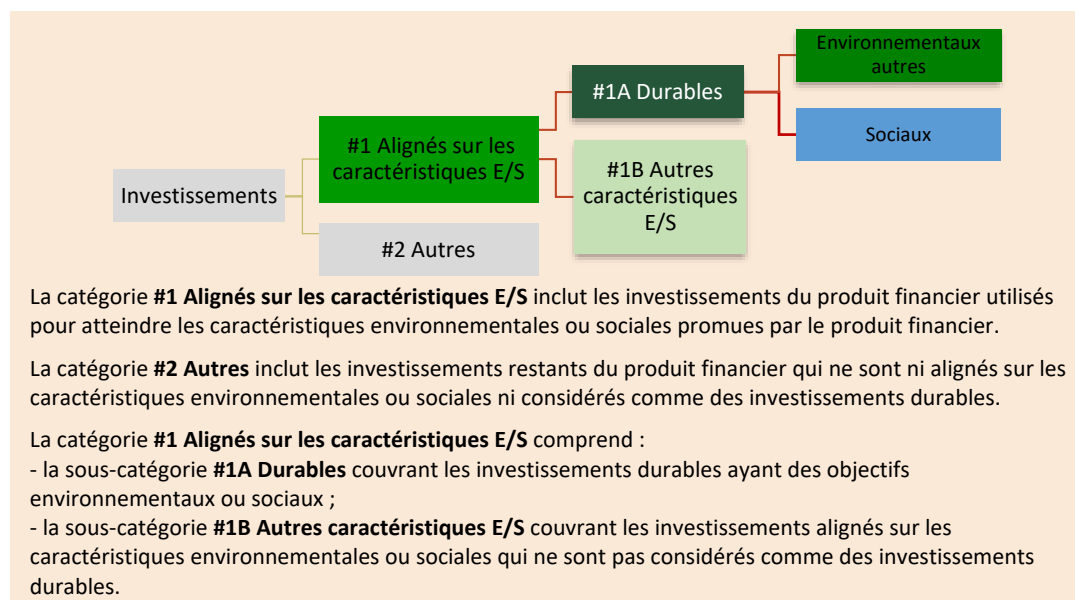 Environnementaux
autres
#1A Durables
Sociaux
#1 Alignés sur les
caractéristiques E/S
#1B Autres
caractéristiques
E/S
Investissements
#2 Autres
La catégorie #1 Alignés sur les caractéristiques E/S inclut les investissements du produit financier utilisés
pour atteindre les caractéristiques environnementales ou sociales promues par le produit financier.
La catégorie #2 Autres inclut les investissements restants du produit financier qui ne sont ni alignés sur les
caractéristiques environnementales ou sociales ni considérés comme des investissements durables.
La catégorie #1 Alignés sur les caractéristiques E/S comprend :
- la sous-catégorie #1A Durables couvrant les investissements durables ayant des objectifs
environnementaux ou sociaux ;
- la sous-catégorie #1B Autres caractéristiques E/S couvrant les investissements alignés sur les
caractéristiques environnementales ou sociales qui ne sont pas considérés comme des investissements
durables.